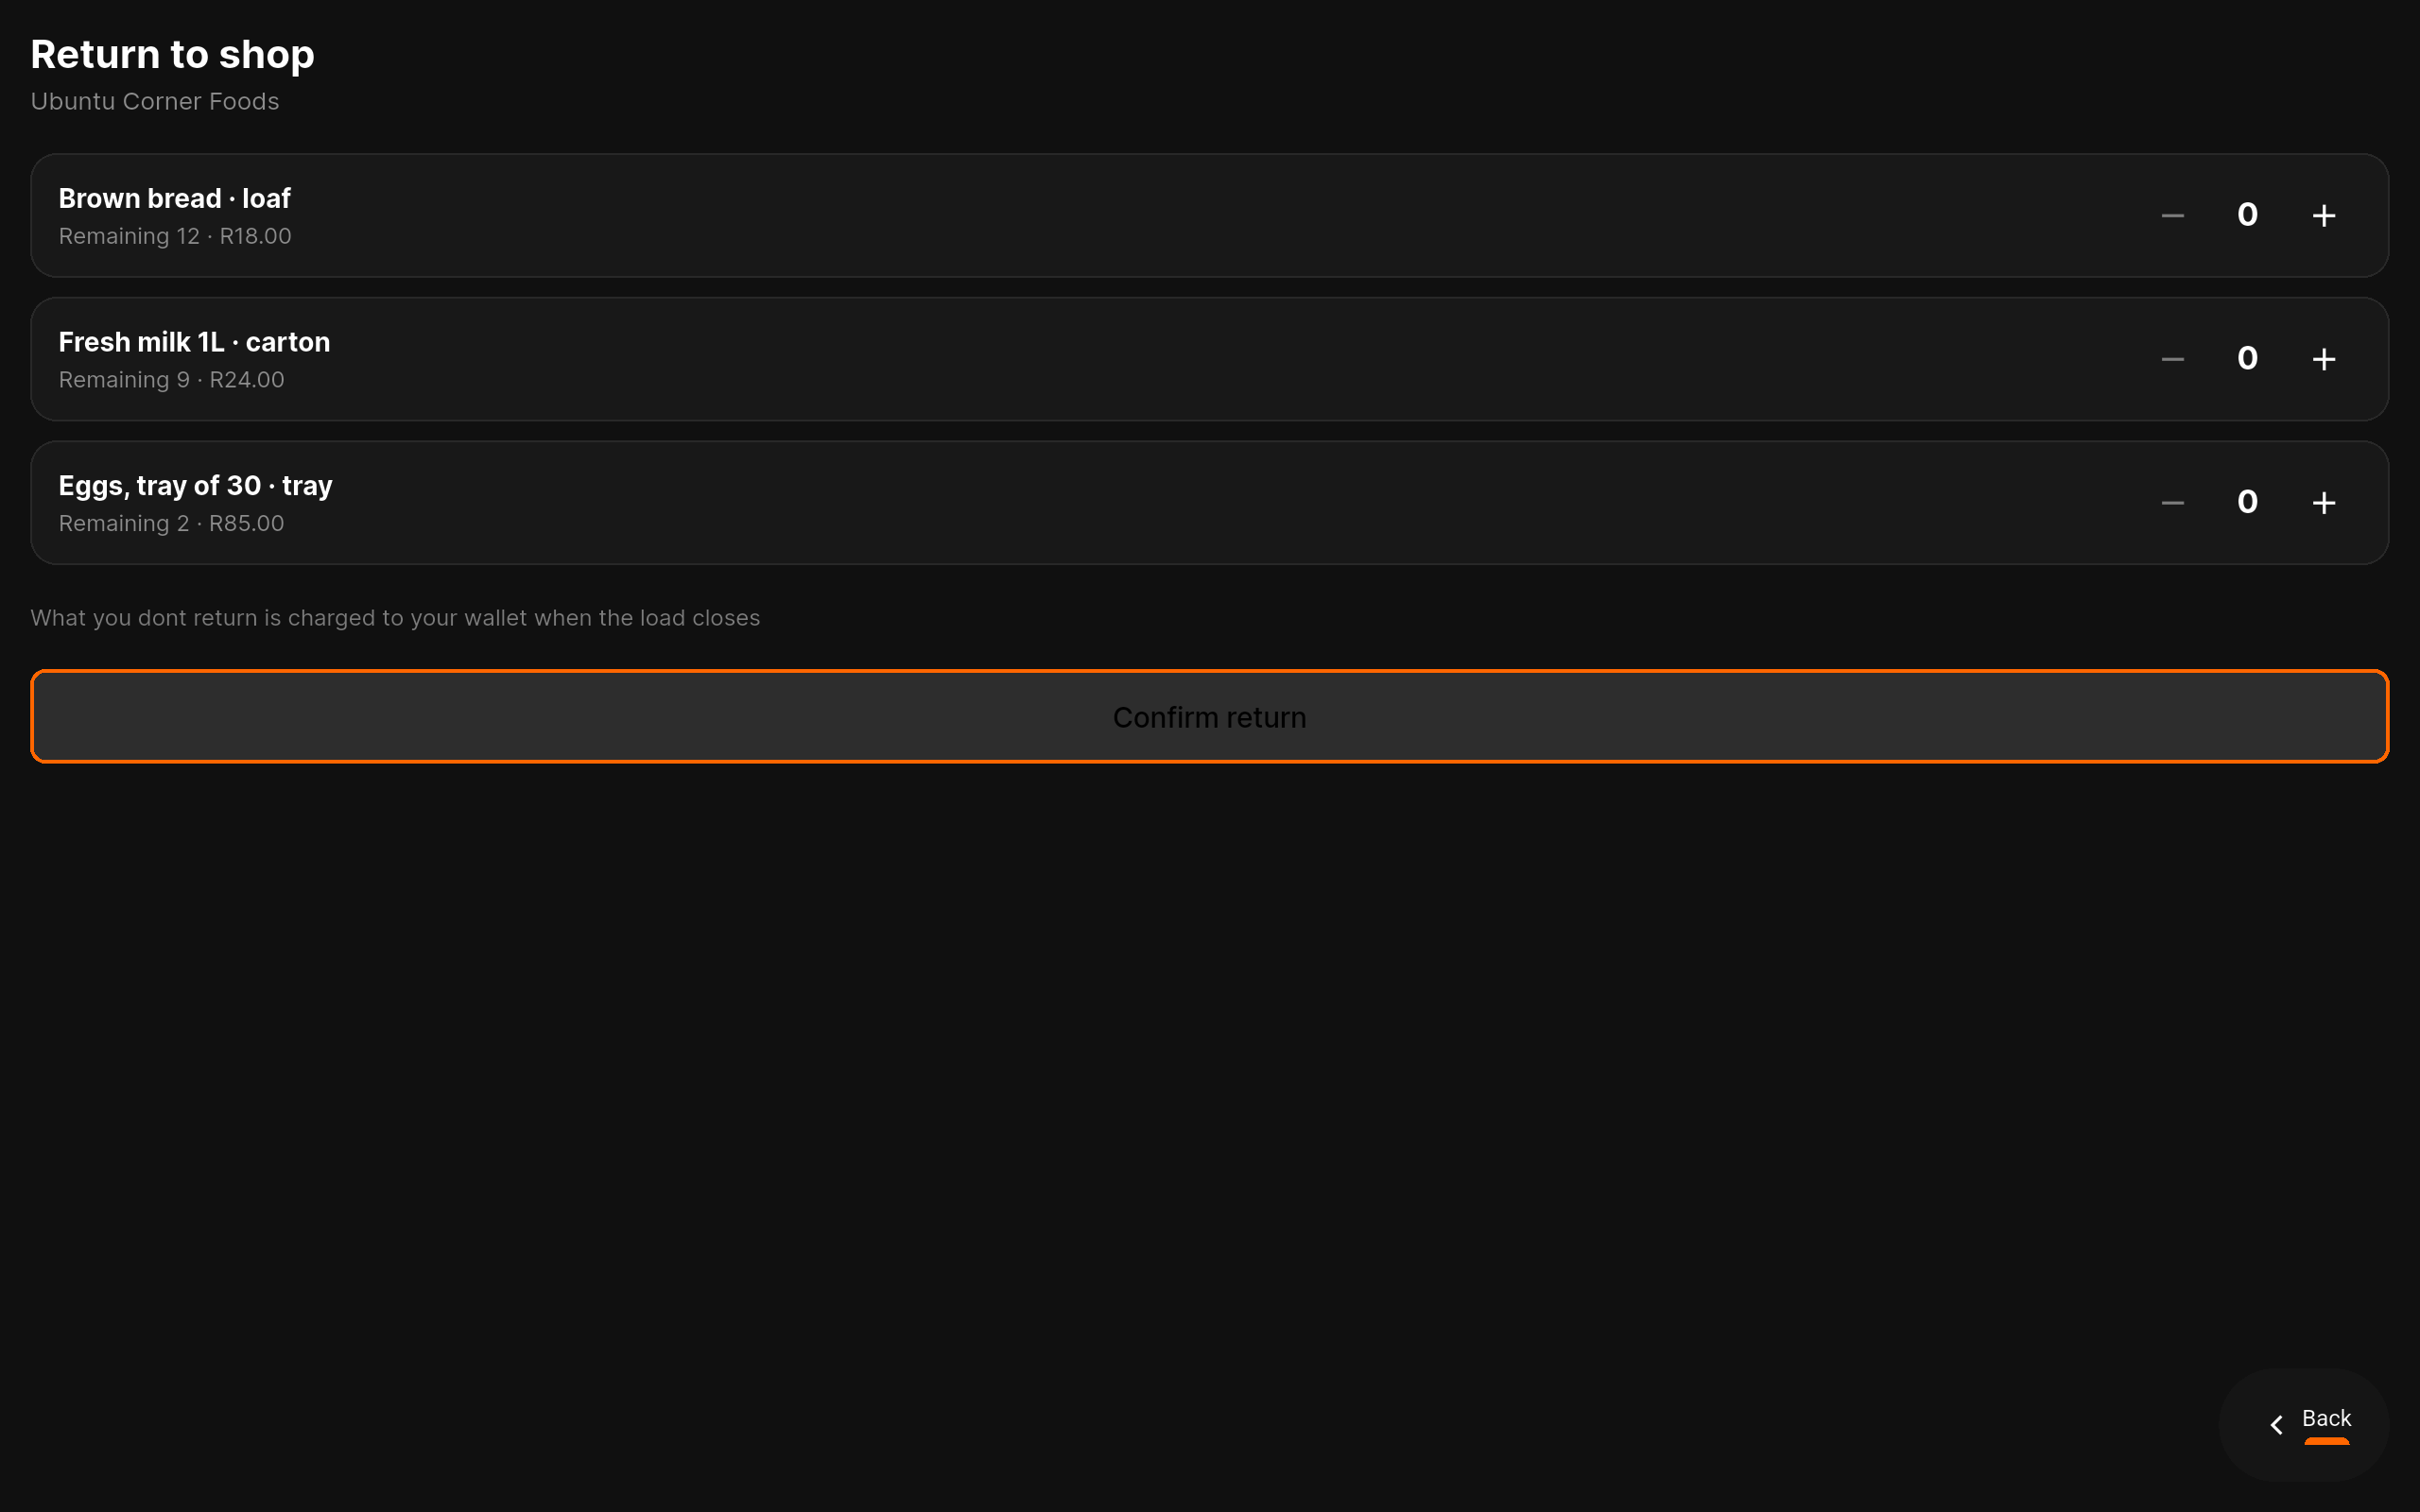 Return to shop
Ubuntu Corner Foods
Brown bread · loaf
Remaining 12 · R18.00
— 0 +
Fresh milk 1L · carton
Remaining 9 · R24.00
— 0 +
Eggs, tray of 30 · tray
Remaining 2 · R85.00
— 0 +
What you dont return is charged to your wallet when the load closes
Confirm return
Back